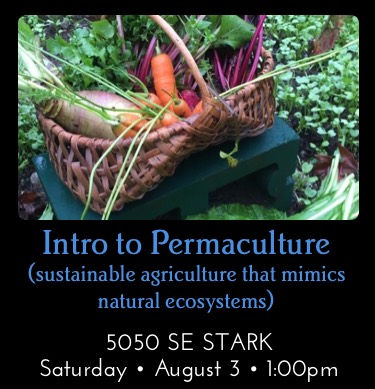 Intro to Permaculture
(sustainable agriculture that mimics
natural ecosystems)
5050 SE STARK
Saturday • August 3 • 1:00pm